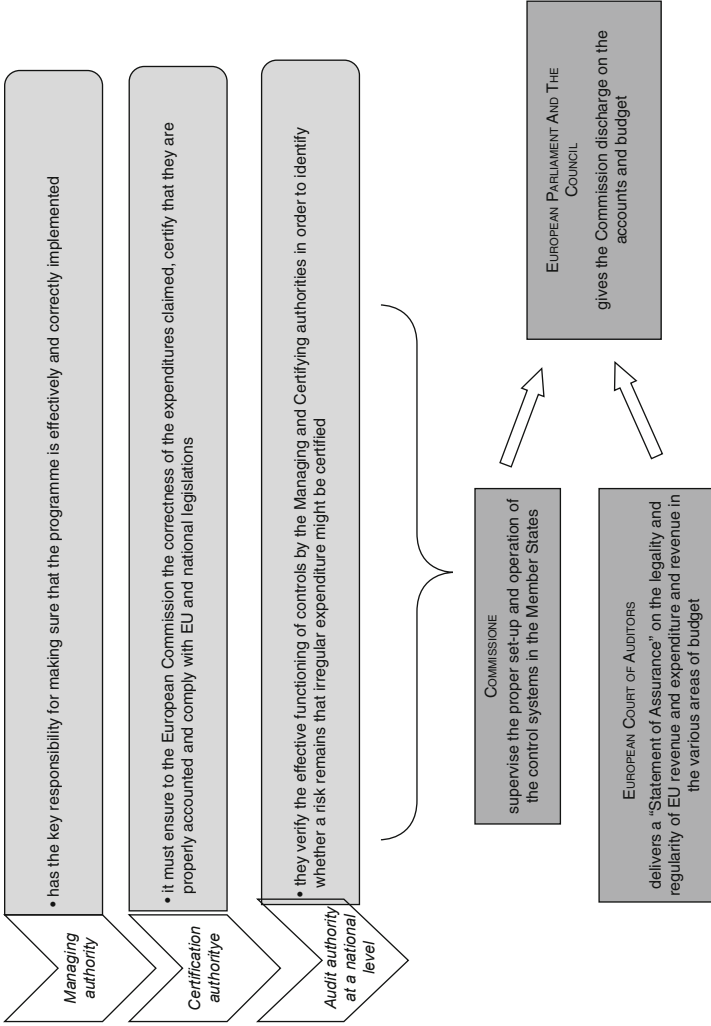 Managing
authority
• has the key responsibility for making sure that the programme is effectively and correctly implemented
Certification
authoritye
• it must ensure to the European Commission the correctness of the expenditures claimed, certify that they are
properly accounted and comply with EU and national legislations
Audit authority
at a national
level
• they verify the effective functioning of controls by the Managing and Certifying authorities in order to identify
whether a risk remains that irregular expenditure might be certified
COMMISSIONE
supervise the proper set-up and operation of
the control systems in the Member States
EUROPEAN COURT OF AUDITORS
delivers a “Statement of Assurance” on the legality and
regularity of EU revenue and expenditure and revenue in
the various areas of budget
EUROPEAN PARLIAMENT AND THE
COUNCIL
gives the Commission discharge on the
accounts and budget